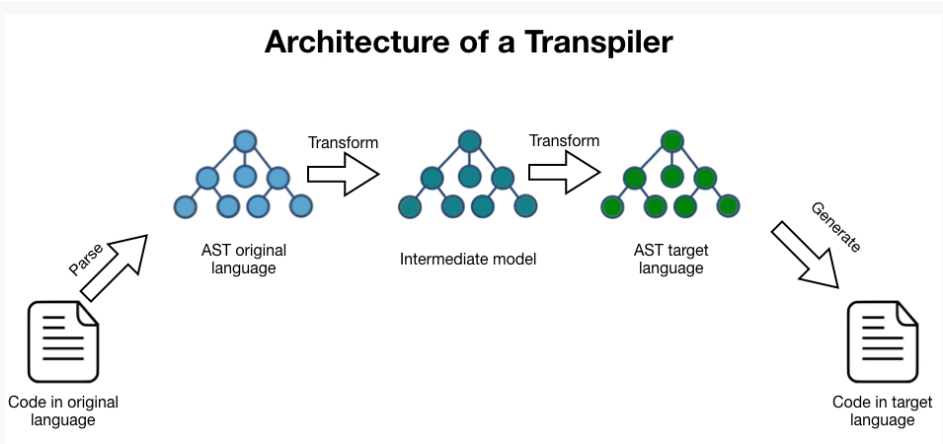 Architecture of a Transpiler
Parse
Transform
Transform
Generate
AST original
language
Intermediate model
AST target
language
Code in original
language
Code in target
language